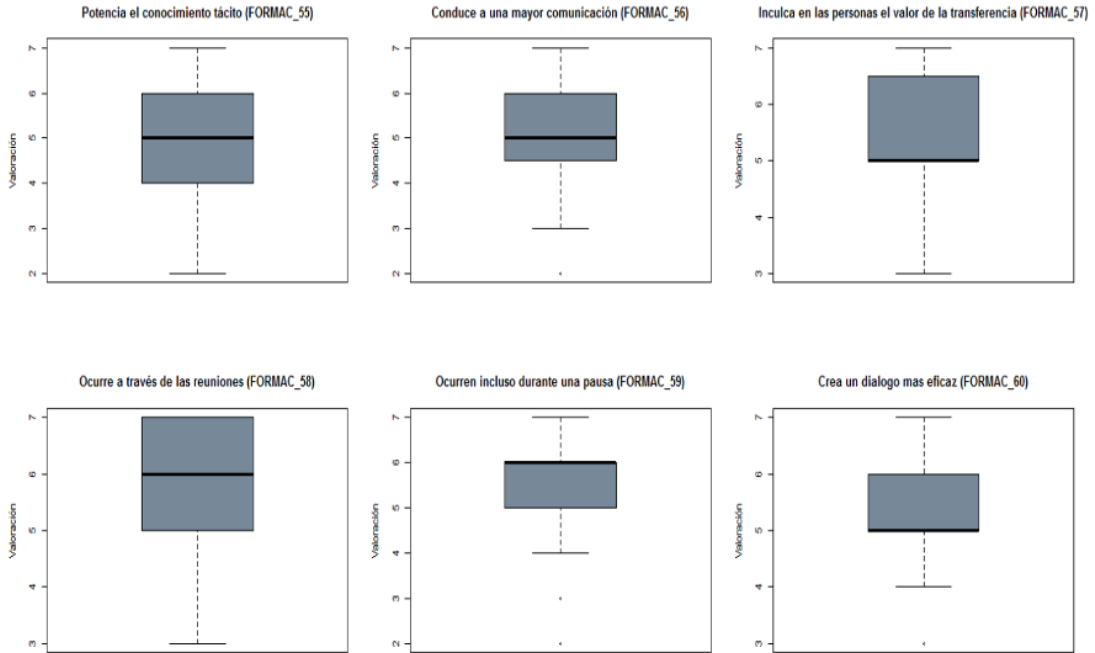 Potencia el conocimiento tácito (FORMAC_55)
Valoración
7
6
5
4
3
2
Conduce a una mayor comunicación (FORMAC_56)
Valoración
7
6
5
4
3
2
Inculca en las personas el valor de la transferencia (FORMAC_57)
Valoración
7
6
5
4
3
Ocurre a través de las reuniones (FORMAC_58)
Valoración
7
6
5
4
3
Ocurren incluso durante una pausa (FORMAC_59)
Valoración
7
6
5
4
3
2
Crea un dialogo mas eficaz (FORMAC_60)
Valoración
7
6
5
4
3